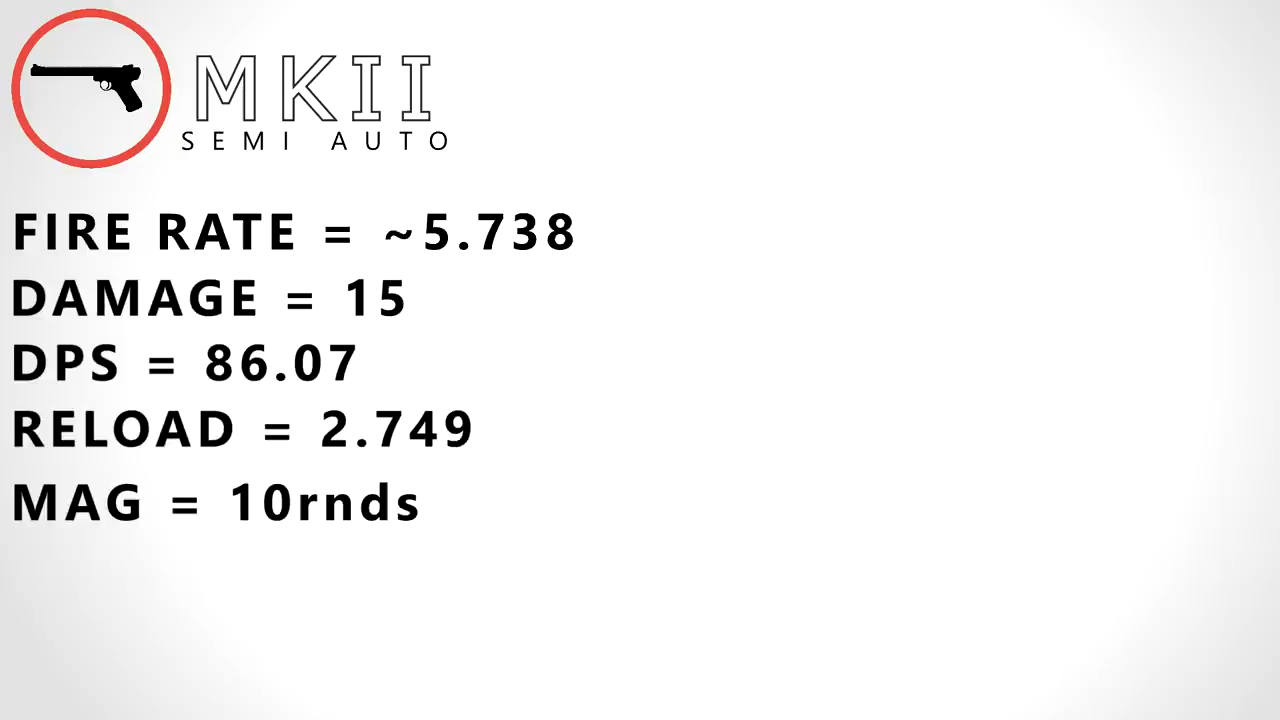 MKII
SEMI AUTO
FIRE RATE = ~5.738
DAMAGE = 15
DPS = 86.07
RELOAD = 2.749
MAG = 10rnds